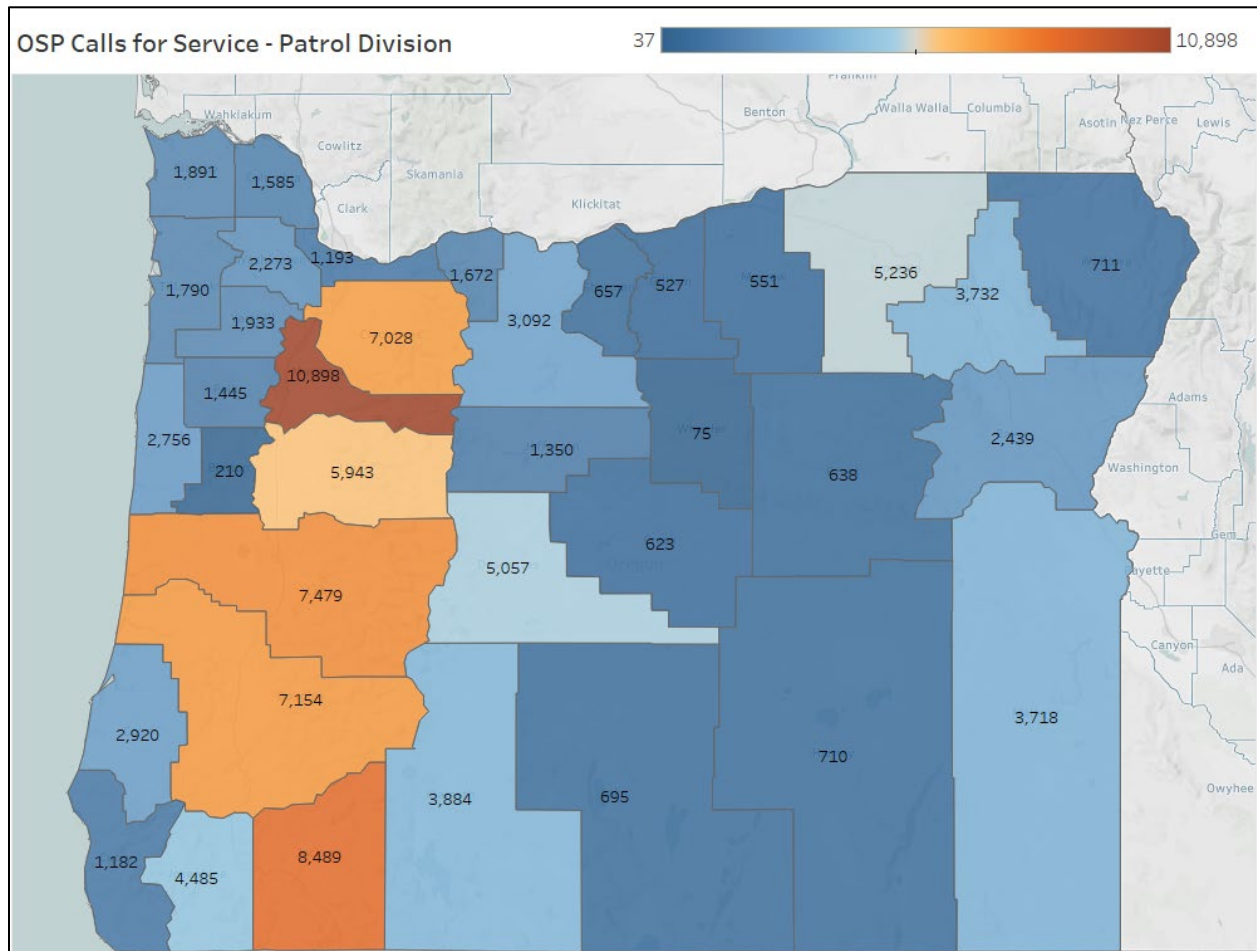 OSP Calls for Service - Patrol Division
37
10,898
Franklin
Wahkiakum
Benton
Walla Walla
Columbia
Asotin
Nez Perce
Lewis
Cowlitz
Skamania
Clark
Klickitat
1,891
1,585
2,273
1,193
1,672
657
527
551
5,236
3,732
711
1,790
1,933
7,028
3,092
10,898
1,445
Adams
2,756
210
5,943
1,350
75
638
2,439
Washington
7,479
5,057
623
Gem
Payette
Canyon
Ada
2,920
7,154
3,718
710
3,884
695
Owyhee
1,182
4,485
8,489